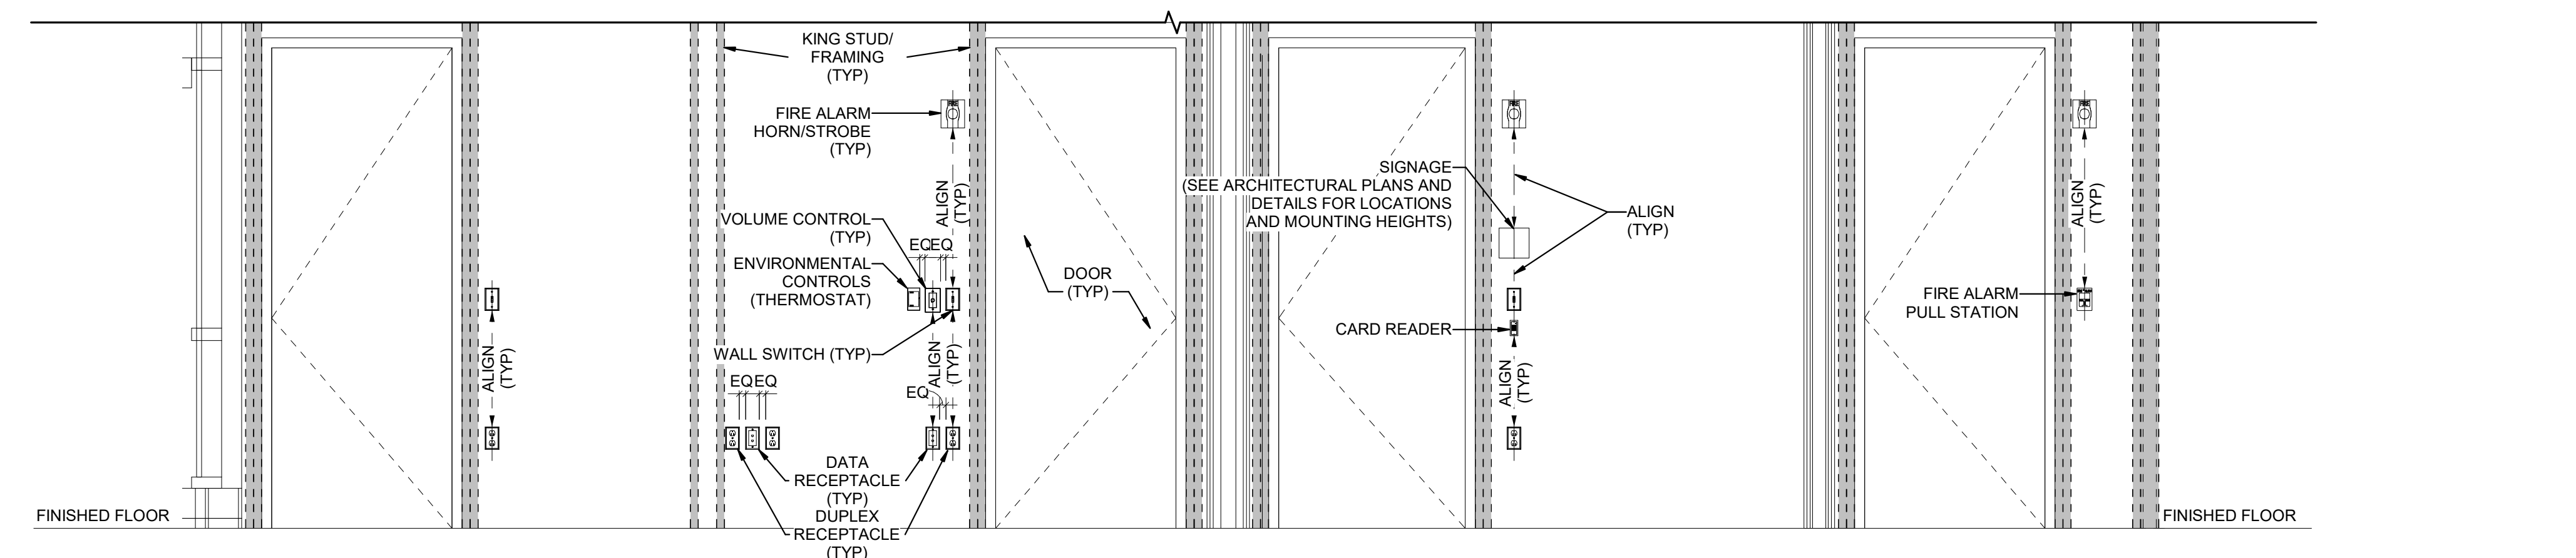 KING STUD/
FRAMING
(TYP)
FIRE ALARM
HORN/STROBE
(TYP)
ALIGN
(TYP)
VOLUME CONTROL
(TYP)
EQ EQ
ENVIRONMENTAL
CONTROLS
(THERMOSTAT)
WALL SWITCH (TYP)
ALIGN
(TYP)
ALIGN
(TYP)
EQ EQ
EQ
DATA
RECEPTACLE
(TYP)
DUPLEX
RECEPTACLE
(TYP)
DOOR
(TYP)
SIGNAGE
(SEE ARCHITECTURAL PLANS AND
DETAILS FOR LOCATIONS
AND MOUNTING HEIGHTS)
ALIGN
(TYP)
CARD READER
ALIGN
(TYP)
ALIGN
(TYP)
FIRE ALARM
PULL STATION
FINISHED FLOOR
FINISHED FLOOR